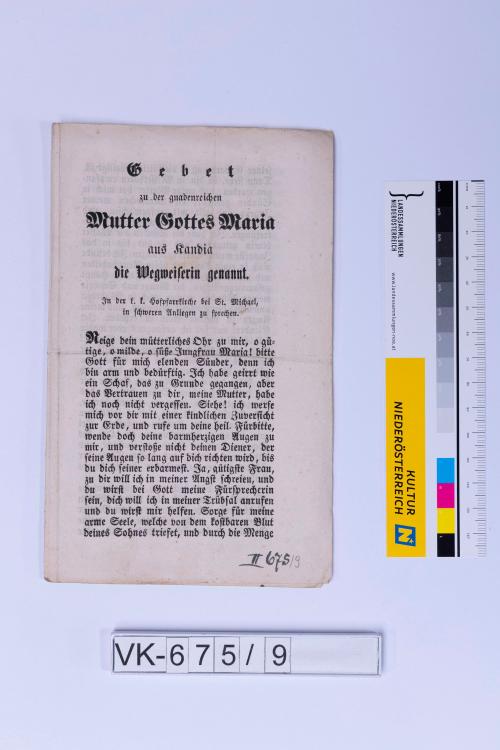 Gebet
zu der gnadenreichen
Mutter Gottes Maria
aus Kandia
die Wegweiserin genannt.
In der k. k. Hofpfarrkirche bei St. Michael,
in schweren Anliegen zu sprechen.
Neige dein mütterliches Ohr zu mir, o gü-
tige, o milde, o süße Jungfrau Maria! bitte
Gott für mich elenden Sünder, denn ich
bin arm und bedürftig. Ich habe geirrt wie
ein Schaf, das zu Grunde gegangen, aber
das Vertrauen zu dir, meine Mutter, habe
ich noch nicht vergessen. Siehe! ich werfe
mich vor dir mit einer kindlichen Zuversicht
zur Erde, und rufe um deine heil. Fürbitte,
wende doch deine barmherzigen Augen zu
mir, und verstoße nicht deinen Diener, der
seine Augen so lang auf dich richten wird, bis
du dich seiner erbarmest. Ja, gütigste Frau,
zu dir will ich in meiner Angst schreien, und
du wirst bei Gott meine Fürsprecherin
sein, dich will ich in meiner Trübsal anrufen
und du wirst mir helfen. Sorge für meine
arme Seele, welche von dem kostbaren Blut
deines Sohnes triefet, und durch die Menge
II 675/9
VK-675/9
LANDESSAMMLUNGEN
NIEDERÖSTERREICH
www.landessammlungen-noe.at
KULTUR
NIEDERÖSTERREICH
N